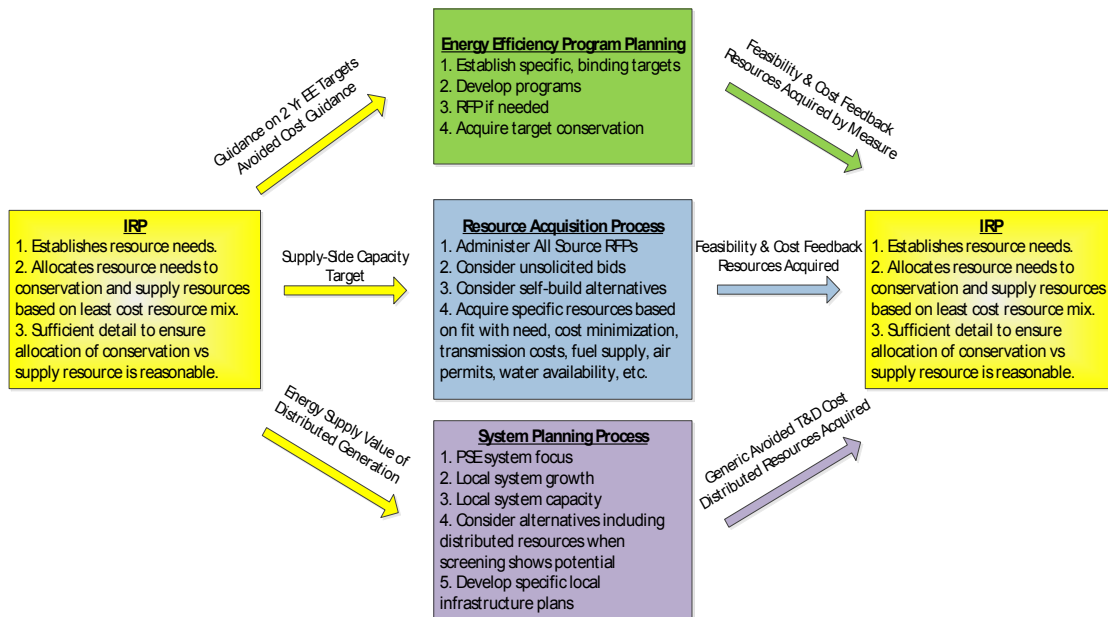 Energy Efficiency Program Planning
1. Establish specific, binding targets
2. Develop programs
3. RFP if needed
4. Acquire target conservation
Guidance on 2 Yr EE Targets
Avoided Cost Guidance
Feasibility & Cost Feedback
Resources Acquired by Measure
IRP
1. Establishes resource needs.
2. Allocates resource needs to
conservation and supply resources
based on least cost resource mix.
3. Sufficient detail to ensure
allocation of conservation vs
supply resource is reasonable.
Supply-Side Capacity
Target
Resource Acquisition Process
1. Administer All Source RFPs
2. Consider unsolicited bids
3. Consider self-build alternatives
4. Acquire specific resources based
on fit with need, cost minimization,
transmission costs, fuel supply, air
permits, water availability, etc.
Feasibility & Cost Feedback
Resources Acquired
IRP
1. Establishes resource needs.
2. Allocates resource needs to
conservation and supply resources
based on least cost resource mix.
3. Sufficient detail to ensure
allocation of conservation vs
supply resource is reasonable.
Energy Supply Value of
Distributed Generation
System Planning Process
1. PSE system focus
2. Local system growth
3. Local system capacity
4. Consider alternatives including
distributed resources when
screening shows potential
5. Develop specific local
infrastructure plans
Generic Avoided T&D Cost
Distributed Resources Acquired